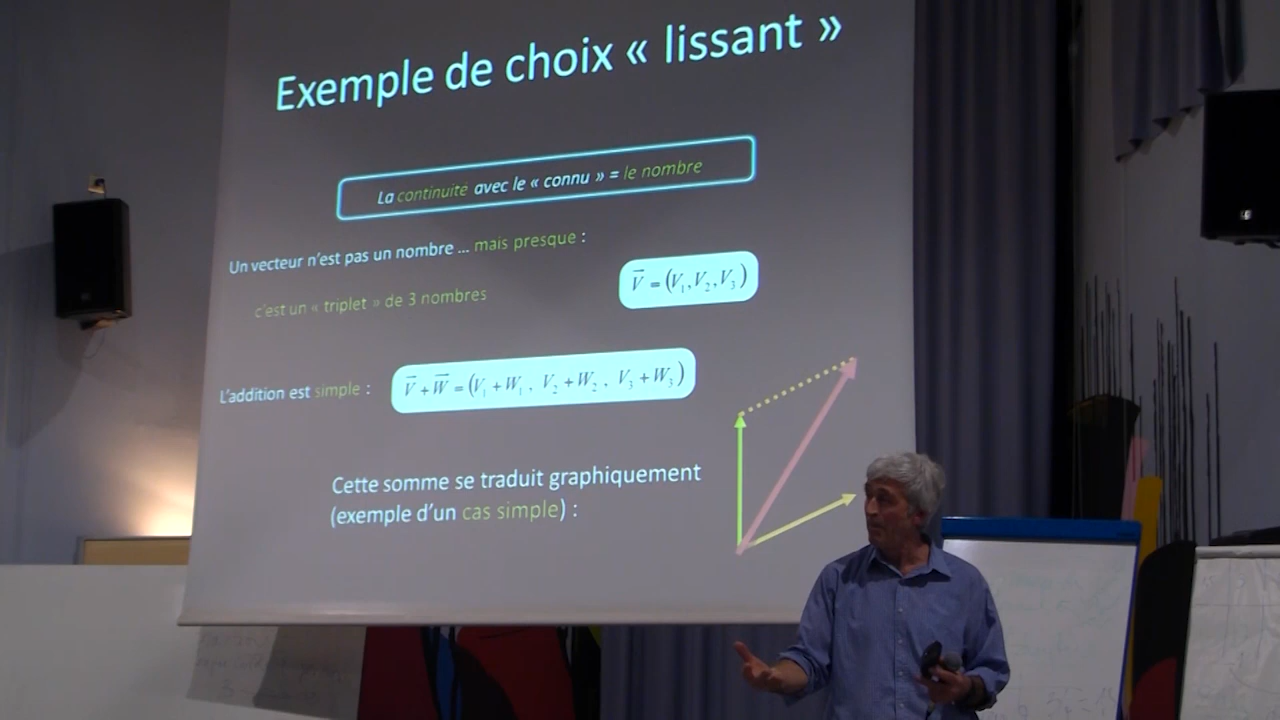 Exemple de choix « lissant »
La continuité avec le « connu » = le nombre
Un vecteur n'est pas un nombre ... mais presque :
c'est un « triplet » de 3 nombres
V⃗ = (V₁, V₂, V₃)
L'addition est simple :
V⃗ + W⃗ = (V₁ + W₁ , V₂ + W₂ , V₃ + W₃)
Cette somme se traduit graphiquement
(exemple d'un cas simple) :